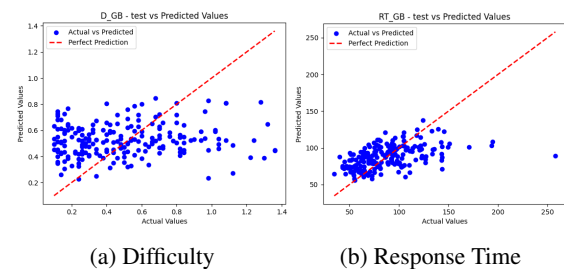 D_GB - test vs Predicted Values
Actual vs Predicted
Perfect Prediction
Predicted Values
1.4
1.2
1.0
0.8
0.6
0.4
0.2
0.2 0.4 0.6 0.8 1.0 1.2 1.4
Actual Values
(a) Difficulty
RT_GB - test vs Predicted Values
Actual vs Predicted
Perfect Prediction
Predicted Values
250
200
150
100
50
50 100 150 200 250
Actual Values
(b) Response Time